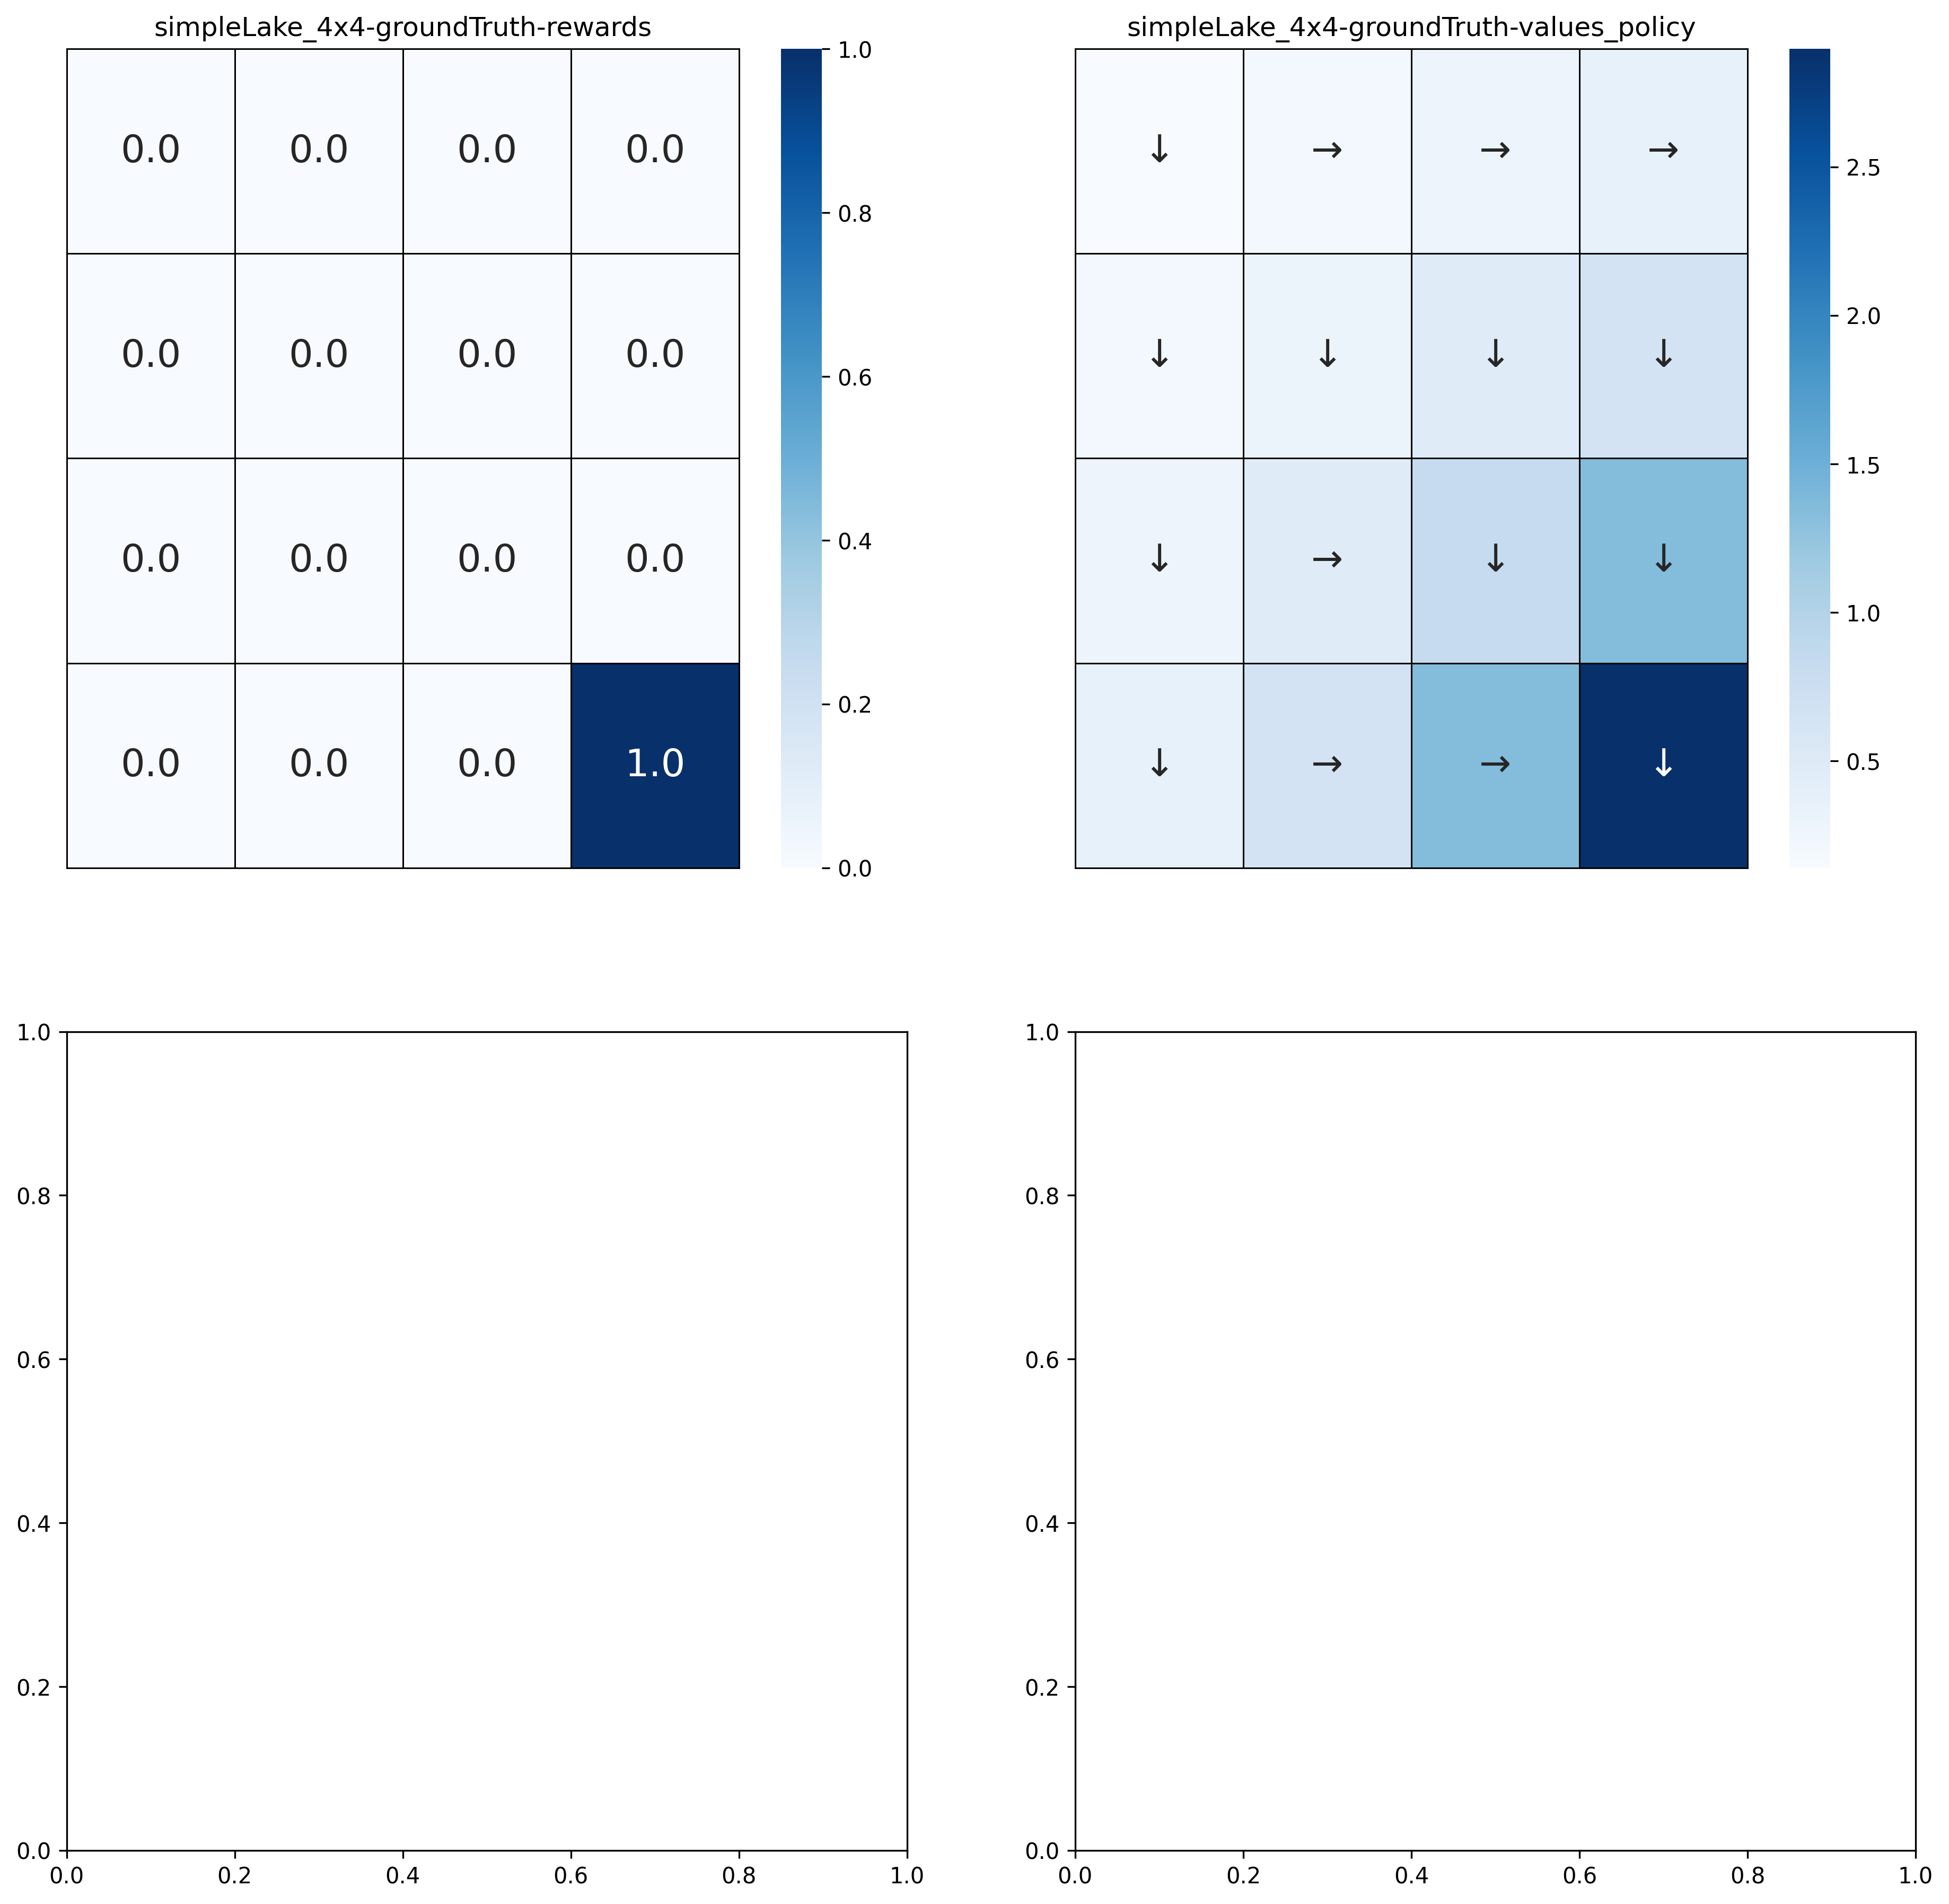 simpleLake_4x4-groundTruth-rewards
0.0 0.0 0.0 0.0
0.0 0.0 0.0 0.0
0.0 0.0 0.0 0.0
0.0 0.0 0.0 1.0
1.0
0.8
0.6
0.4
0.2
0.0
simpleLake_4x4-groundTruth-values_policy
↓ → → →
↓ ↓ ↓ ↓
↓ → ↓ ↓
↓ → → ↓
2.5
2.0
1.5
1.0
0.5
1.0
0.8
0.6
0.4
0.2
0.0
0.0 0.2 0.4 0.6 0.8 1.0
1.0
0.8
0.6
0.4
0.2
0.0
0.0 0.2 0.4 0.6 0.8 1.0